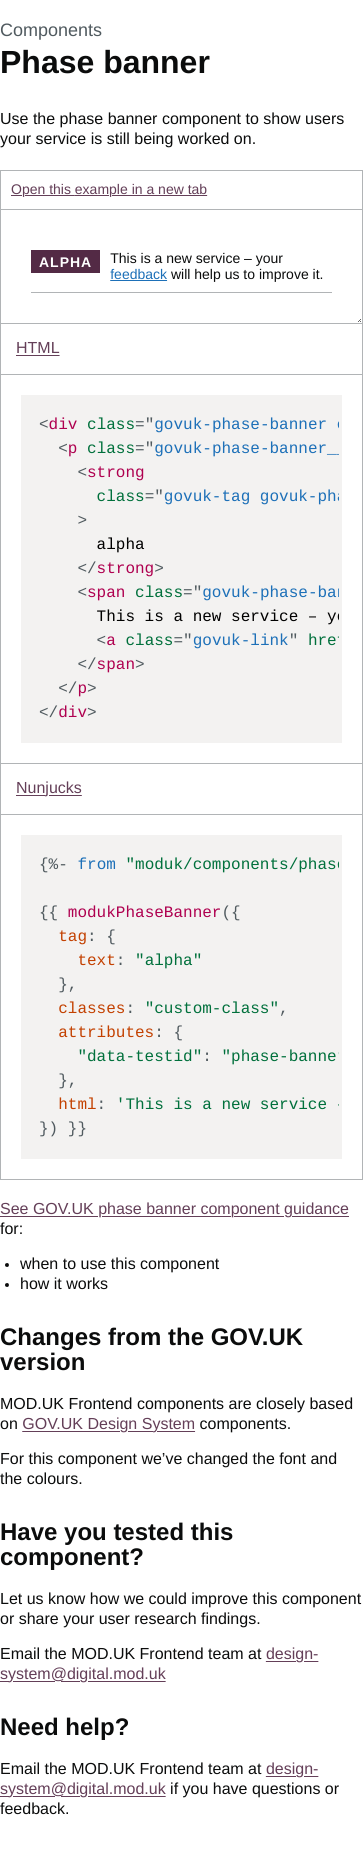 Components
Phase banner
Use the phase banner component to show users
your service is still being worked on.
Open this example in a new tab
ALPHA
This is a new service – your
feedback will help us to improve it.
HTML
<div class="govuk-phase-banner
<p class="govuk-phase-banner__
<strong
class="govuk-tag govuk-pha
>
alpha
</strong>
<span class="govuk-phase-ban
This is a new service – yo
<a class="govuk-link" href
</span>
</p>
</div>
Nunjucks
{%- from "moduk/components/phase
{{ modukPhaseBanner({
tag: {
text: "alpha"
},
classes: "custom-class",
attributes: {
"data-testid": "phase-banner
},
html: 'This is a new service
}) }}
See GOV.UK phase banner component guidance
for:
• when to use this component
• how it works
Changes from the GOV.UK
version
MOD.UK Frontend components are closely based
on GOV.UK Design System components.
For this component we’ve changed the font and
the colours.
Have you tested this
component?
Let us know how we could improve this component
or share your user research findings.
Email the MOD.UK Frontend team at design-
system@digital.mod.uk
Need help?
Email the MOD.UK Frontend team at design-
system@digital.mod.uk if you have questions or
feedback.